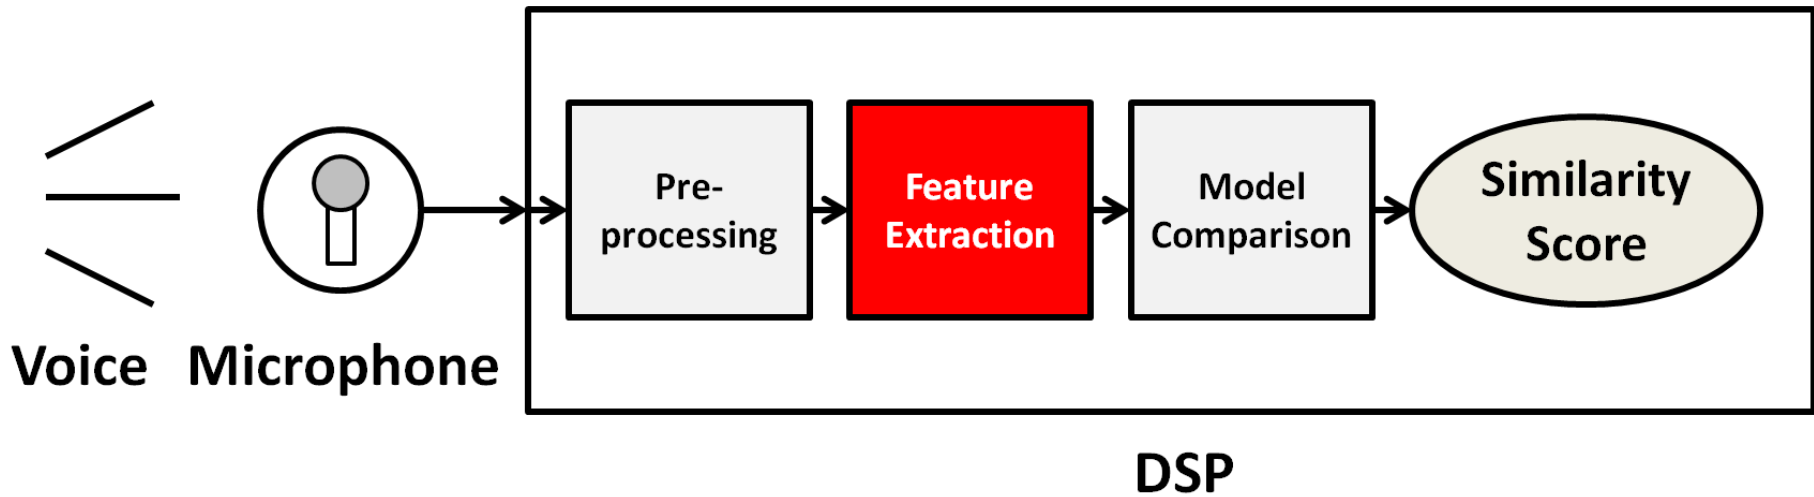 Voice
Microphone
Pre-
processing
Feature
Extraction
Model
Comparison
Similarity
Score
DSP